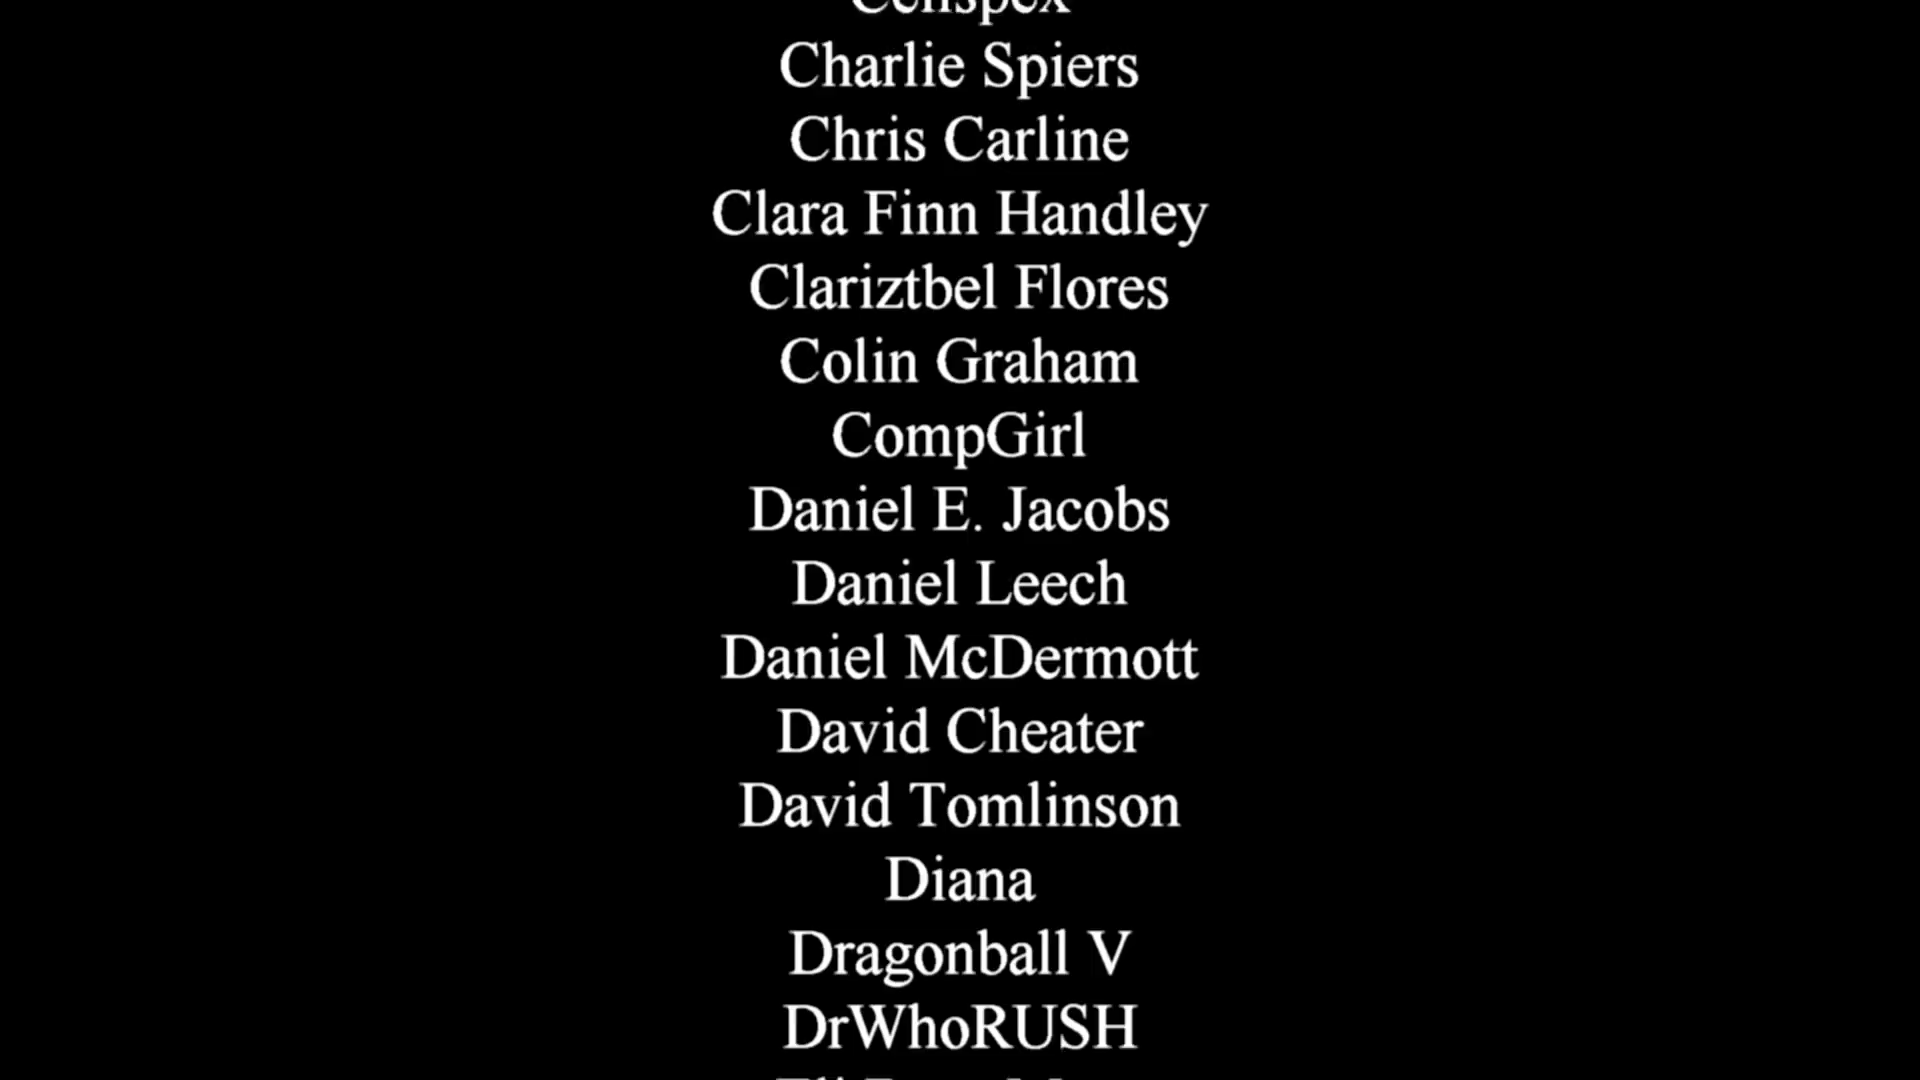 Charlie Spiers
Chris Carline
Clara Finn Handley
Clariztbel Flores
Colin Graham
CompGirl
Daniel E. Jacobs
Daniel Leech
Daniel McDermott
David Cheater
David Tomlinson
Diana
Dragonball V
DrWhoRUSH